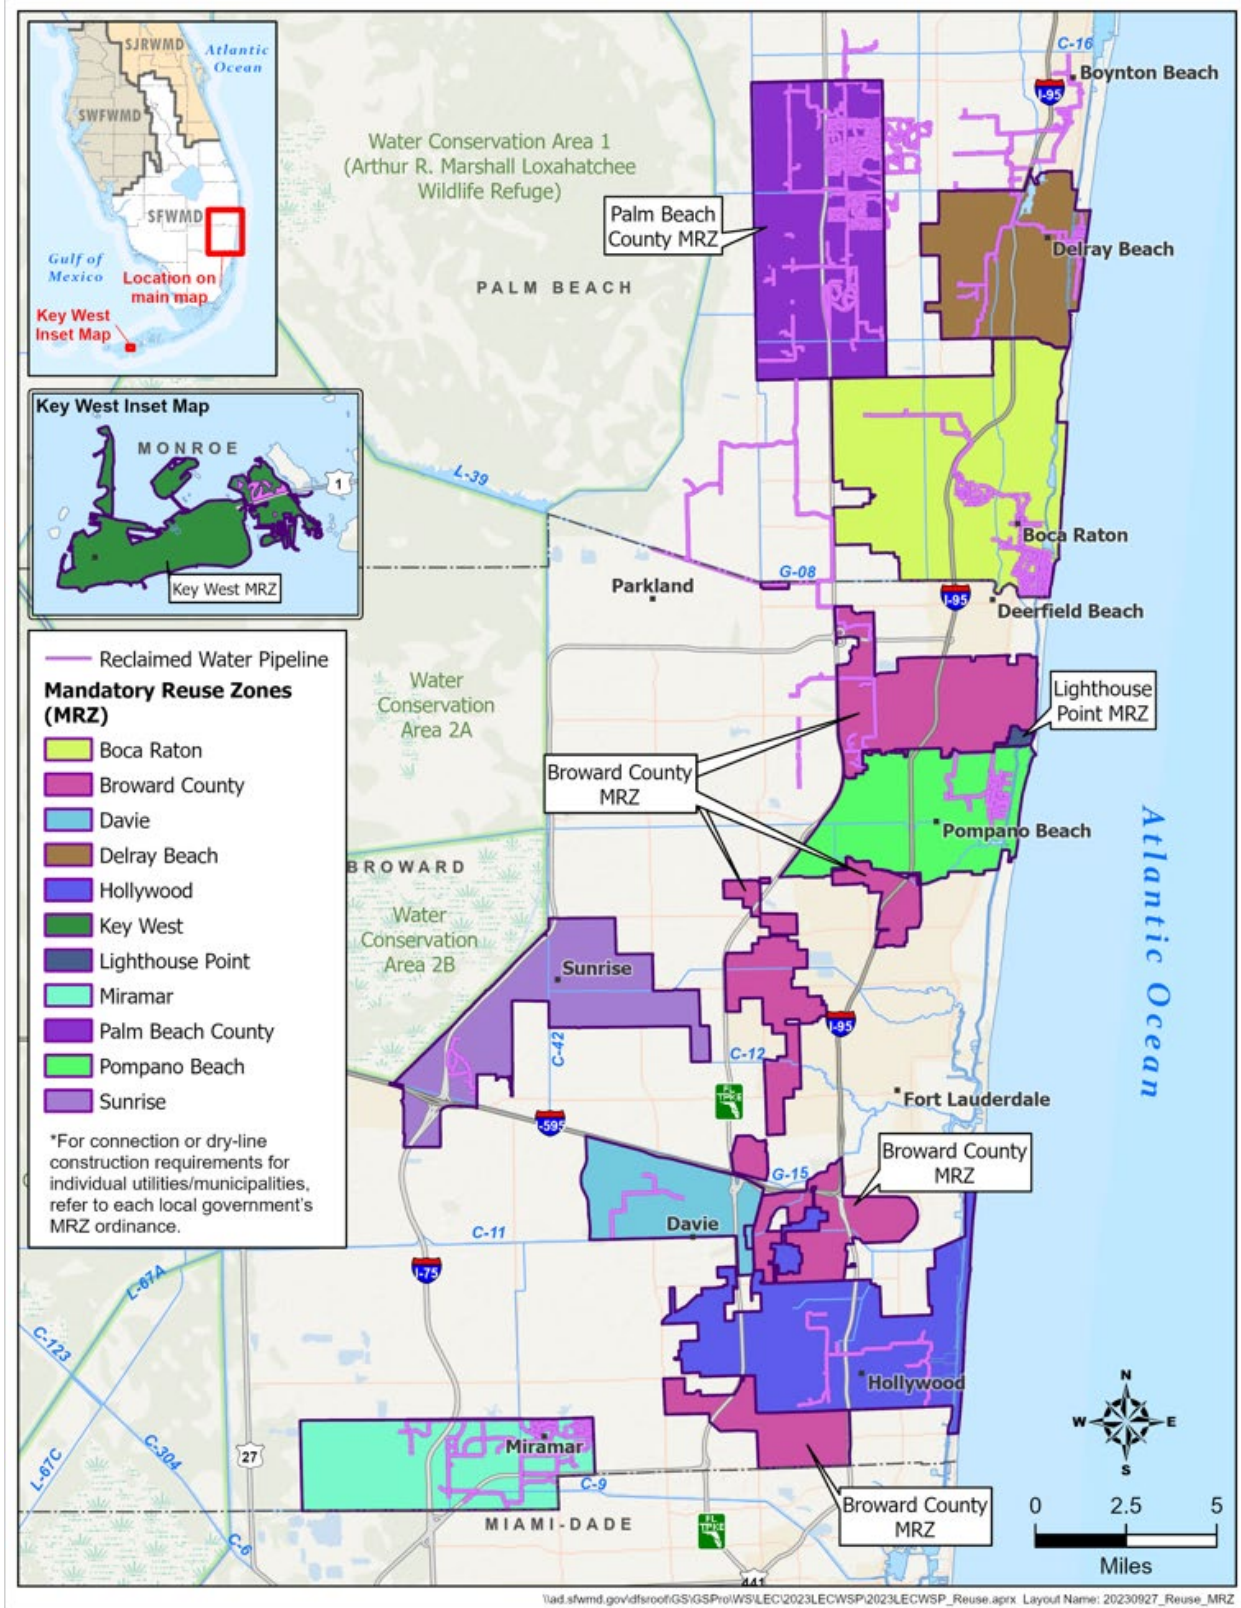 SJRWMD
Atlantic
Ocean
SWFWMD
SFWMD
Gulf of
Mexico
Location on
main map
Key West
Inset Map
Key West Inset Map
MONROE
1
Key West MRZ
Reclaimed Water Pipeline
Mandatory Reuse Zones
(MRZ)
Boca Raton
Broward County
Davie
Delray Beach
Hollywood
Key West
Lighthouse Point
Miramar
Palm Beach County
Pompano Beach
Sunrise
*For connection or dry-line
construction requirements for
individual utilities/municipalities,
refer to each local government's
MRZ ordinance.
C-16
Boynton Beach
I-95
Water Conservation Area 1
(Arthur R. Marshall Loxahatchee
Wildlife Refuge)
Palm Beach
County MRZ
Delray Beach
PALM BEACH
L-39
Boca Raton
G-08
Parkland
I-95
Deerfield Beach
Water
Conservation
Area 2A
Lighthouse
Point MRZ
Broward County
MRZ
Pompano Beach
BROWARD
Water
Conservation
Area 2B
Sunrise
Atlantic Ocean
I-95
C-42
C-12
FL
TPKE
Fort Lauderdale
I-595
Broward County
MRZ
G-15
Davie
C-11
I-75
L-67A
C-123
Hollywood
N
W
E
S
Miramar
27
L-67C
C-304
C-9
Broward County
MRZ
MIAMI-DADE
FL
TPKE
C-6
441
0 2.5 5
Miles
\\ad.sfwmd.gov\dfsroot\GS\GSPro\WS\LEC\2023LECWSP\2023LECWSP_Reuse.aprx Layout Name: 20230927_Reuse_MRZ